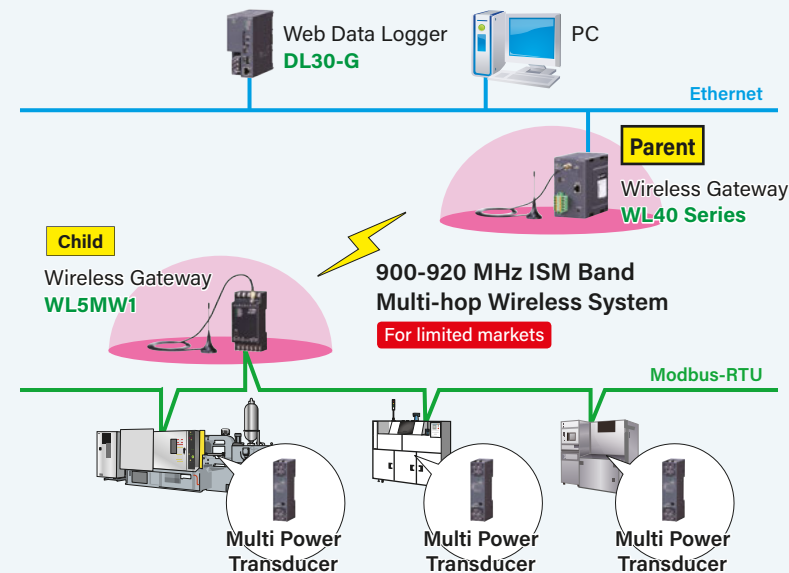 Web Data Logger
DL30-G
PC
Ethernet
Parent
Wireless Gateway
WL40 Series
Child
Wireless Gateway
WL5MW1
900-920 MHz ISM Band
Multi-hop Wireless System
For limited markets
Modbus-RTU
Multi Power
Transducer
Multi Power
Transducer
Multi Power
Transducer